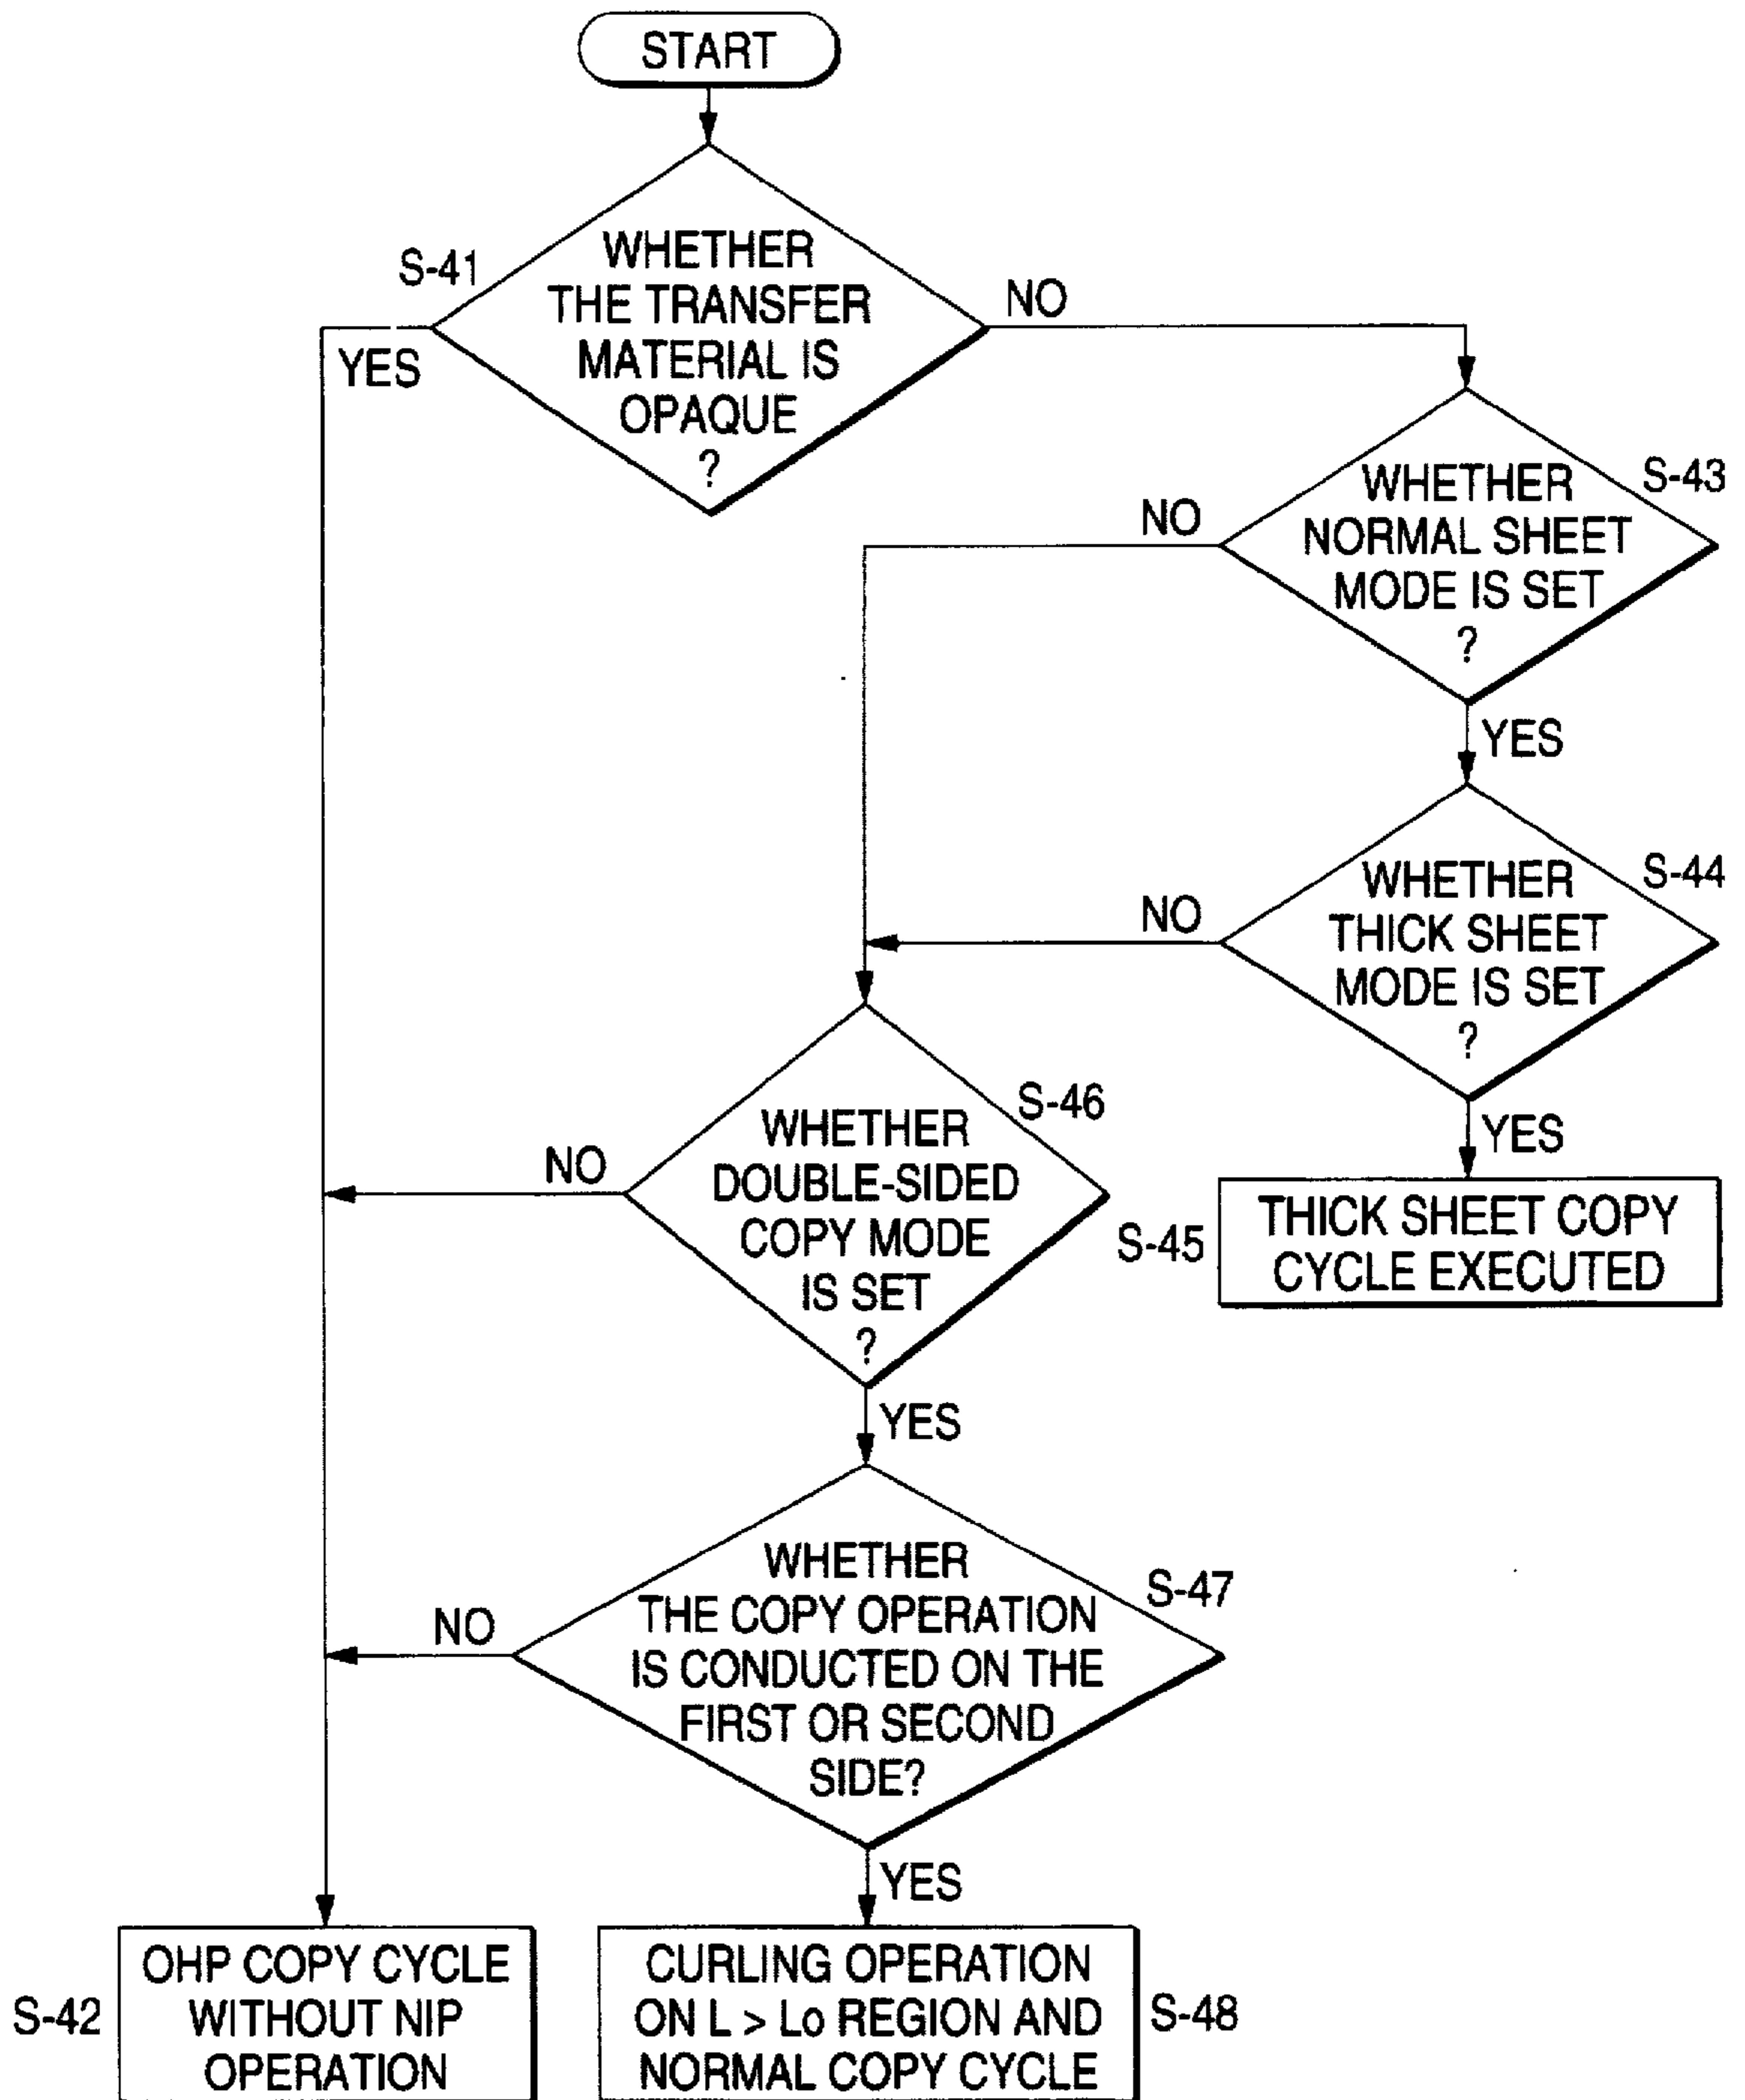 START
S-41
WHETHER
THE TRANSFER
MATERIAL IS
OPAQUE
?
YES
NO
S-43
WHETHER
NORMAL SHEET
MODE IS SET
?
NO
YES
S-44
WHETHER
THICK SHEET
MODE IS SET
?
NO
YES
S-45
THICK SHEET COPY
CYCLE EXECUTED
S-46
WHETHER
DOUBLE-SIDED
COPY MODE
IS SET
?
NO
YES
S-47
WHETHER
THE COPY OPERATION
IS CONDUCTED ON THE
FIRST OR SECOND
SIDE?
NO
YES
S-42
OHP COPY CYCLE
WITHOUT NIP
OPERATION
CURLING OPERATION
ON L > Lo REGION AND
NORMAL COPY CYCLE
S-48